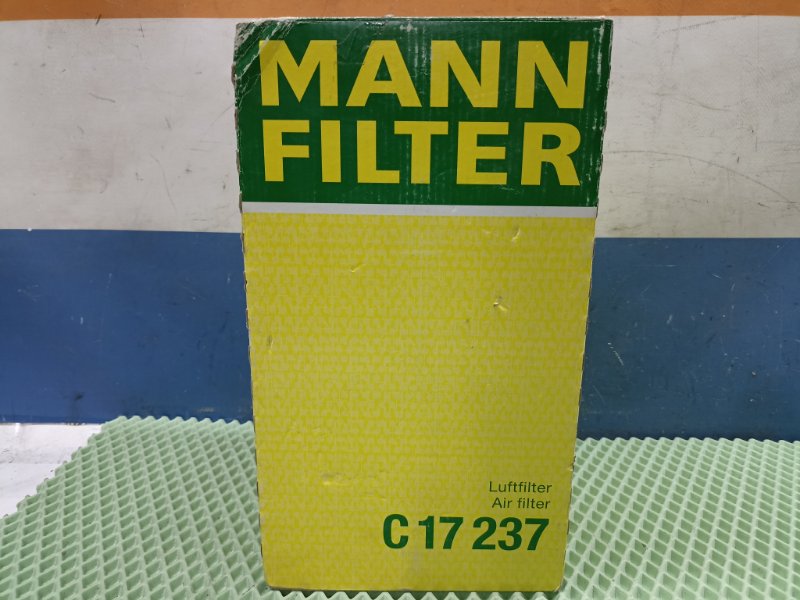 MANN
FILTER
Luftfilter
Air filter
C 17 237